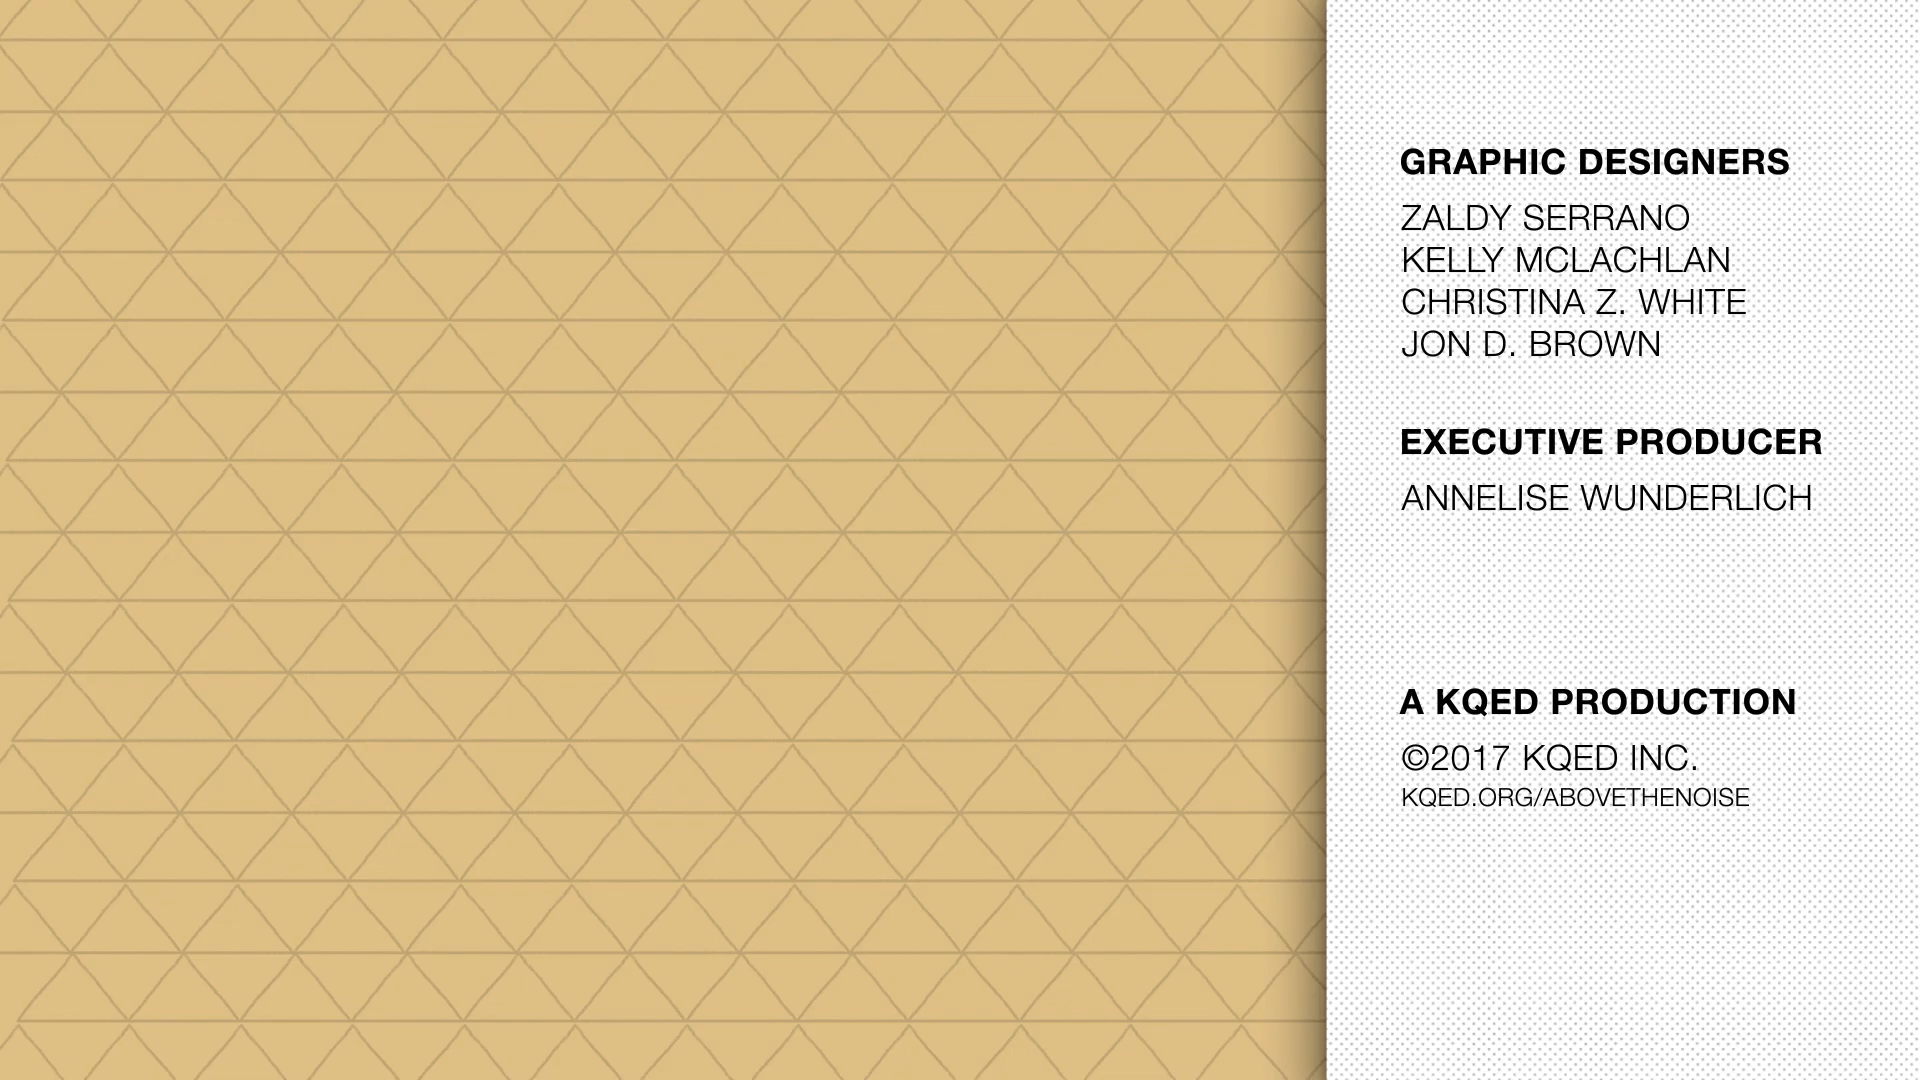 GRAPHIC DESIGNERS
ZALDY SERRANO
KELLY MCLACHLAN
CHRISTINA Z. WHITE
JON D. BROWN
EXECUTIVE PRODUCER
ANNELISE WUNDERLICH
A KQED PRODUCTION
©2017 KQED INC.
KQED.ORG/ABOVETHENOISE